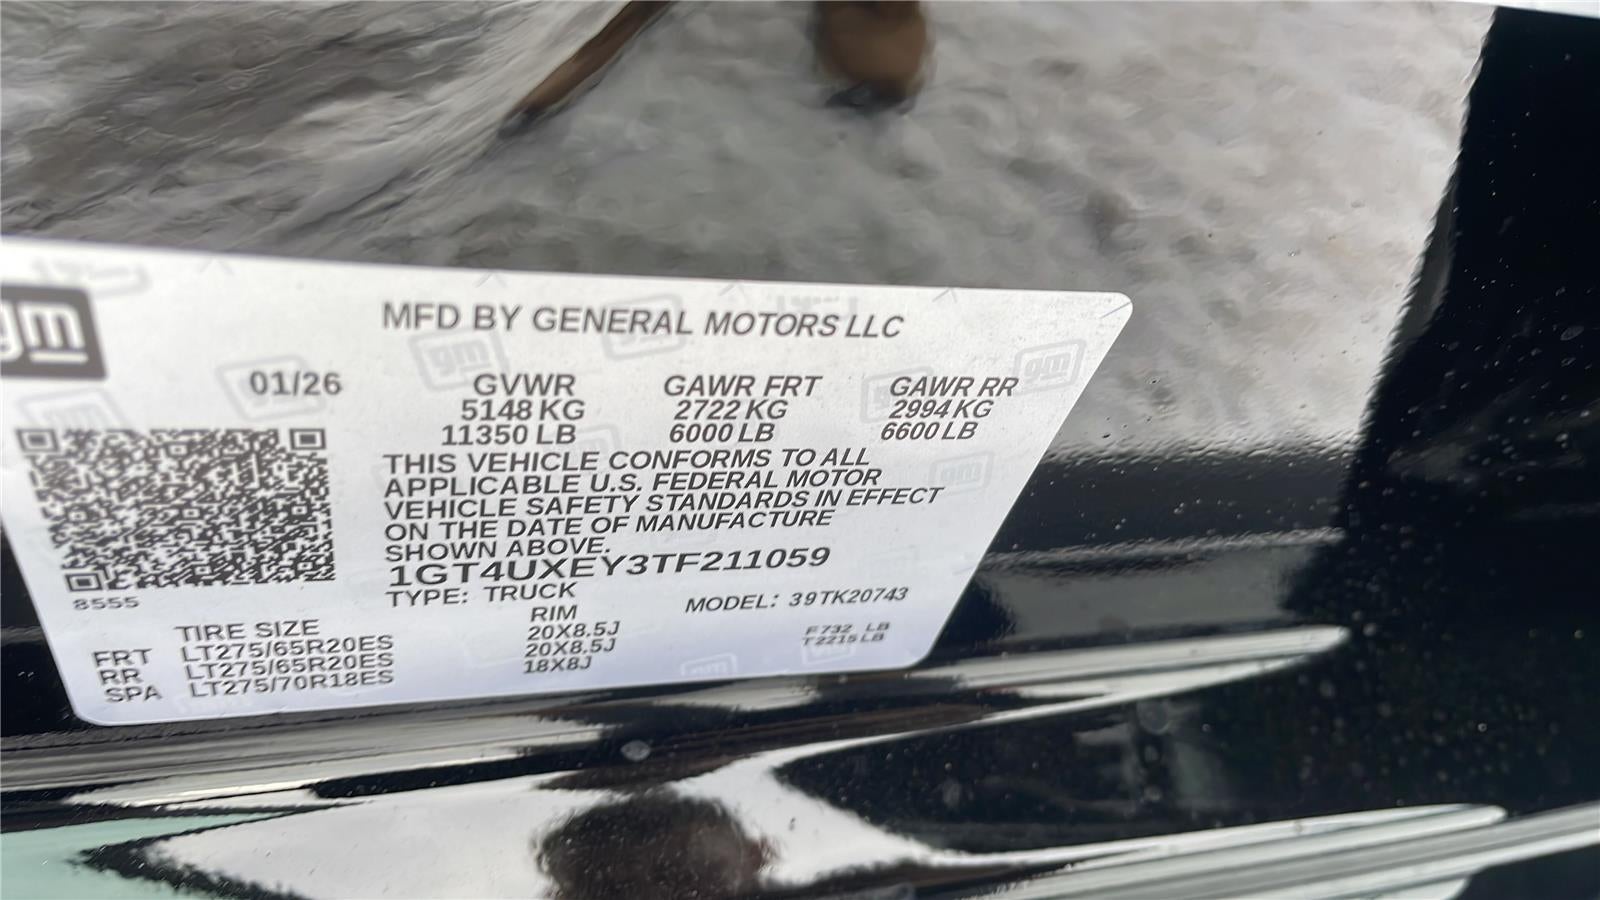 gm
MFD BY GENERAL MOTORS LLC
01/26 GVWR GAWR FRT GAWR RR
5148 KG 2722 KG 2994 KG
11350 LB 6000 LB 6600 LB
THIS VEHICLE CONFORMS TO ALL
APPLICABLE U.S. FEDERAL MOTOR
VEHICLE SAFETY STANDARDS IN EFFECT
ON THE DATE OF MANUFACTURE
SHOWN ABOVE.
1GT4UXEY3TF211059
8555
TYPE: TRUCK MODEL: 39TK20743
TIRE SIZE RIM
FRT LT275/65R20ES 20X8.5J F732 LB
RR LT275/65R20ES 20X8.5J T2215 LB
SPA LT275/70R18ES 18X8J